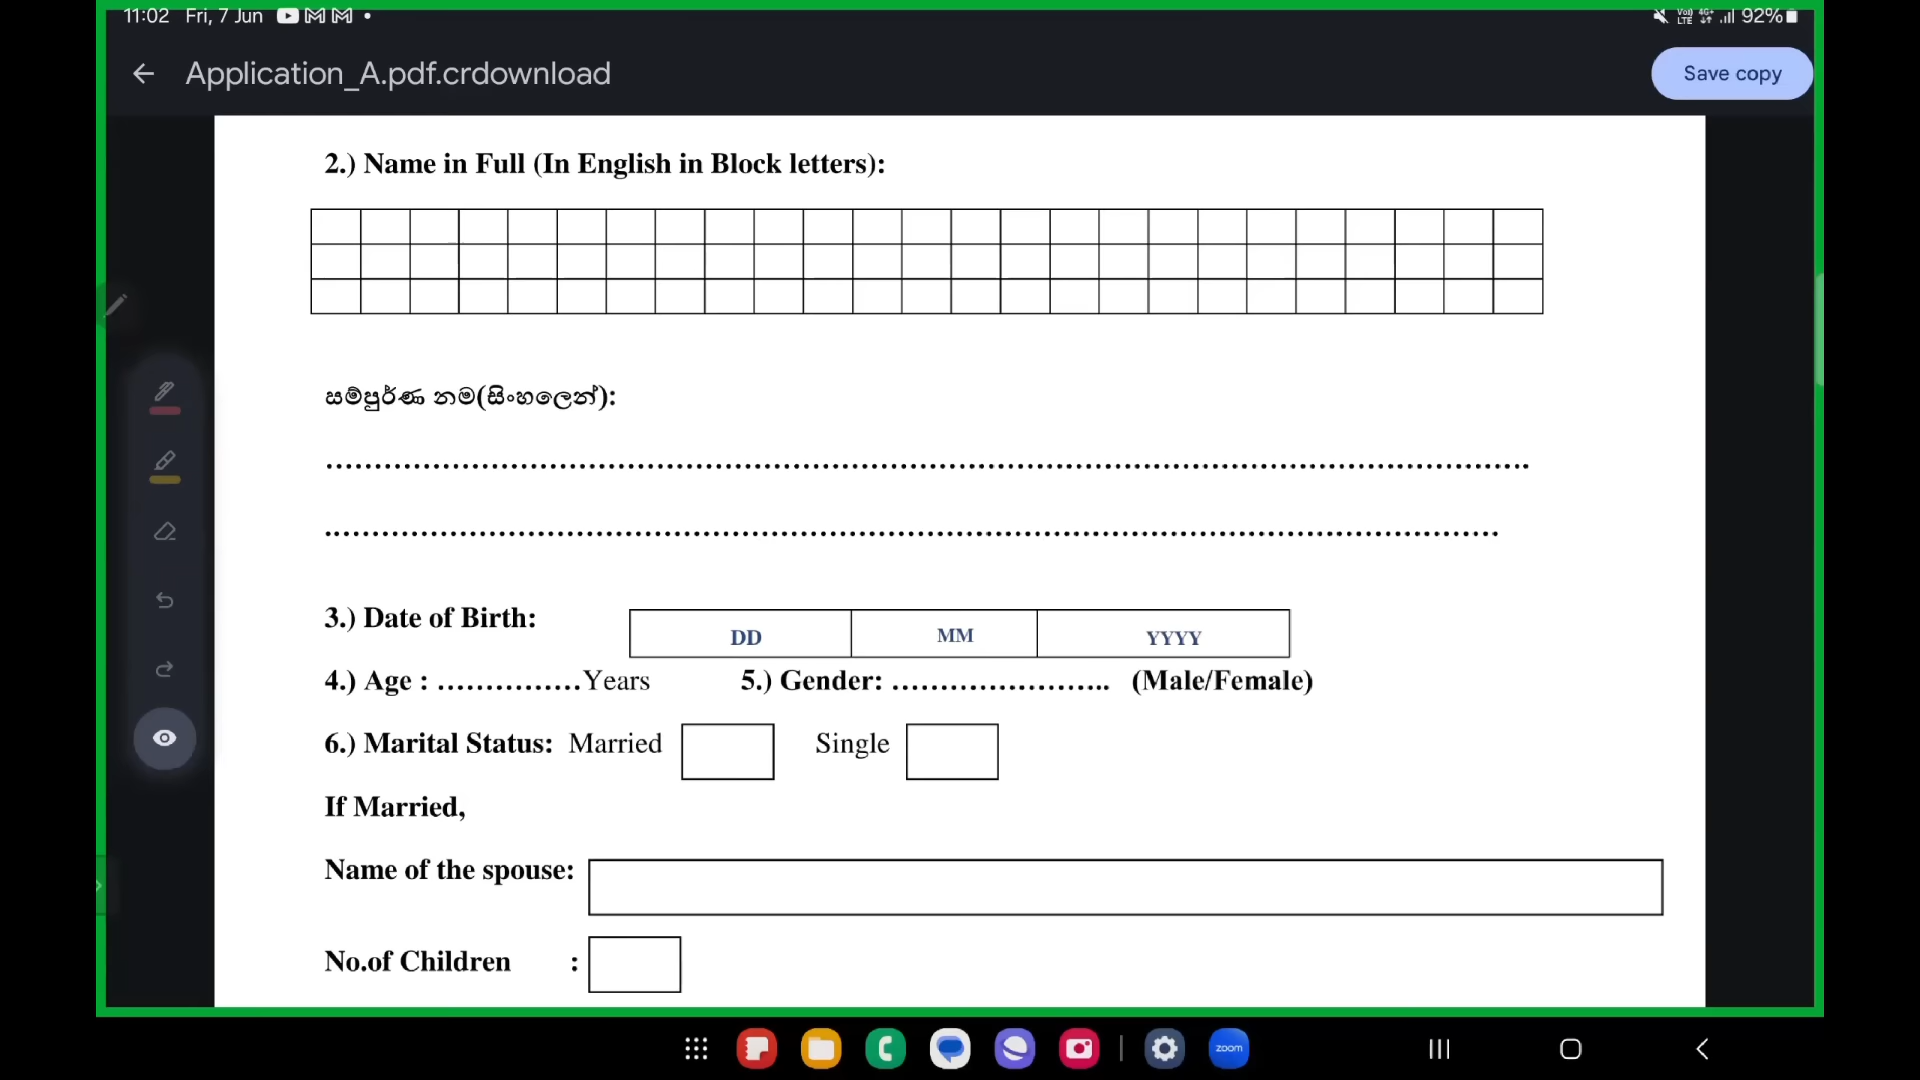 11:02 Fri, 7 Jun
92%
Application_A.pdf.crdownload
Save copy
2.) Name in Full (In English in Block letters):
සම්පුර්ණ නම(සිංහලෙන්):
3.) Date of Birth:
DD MM YYYY
4.) Age : ……………Years 5.) Gender: ………………….. (Male/Female)
6.) Marital Status: Married Single
If Married,
Name of the spouse:
No.of Children :
zoom